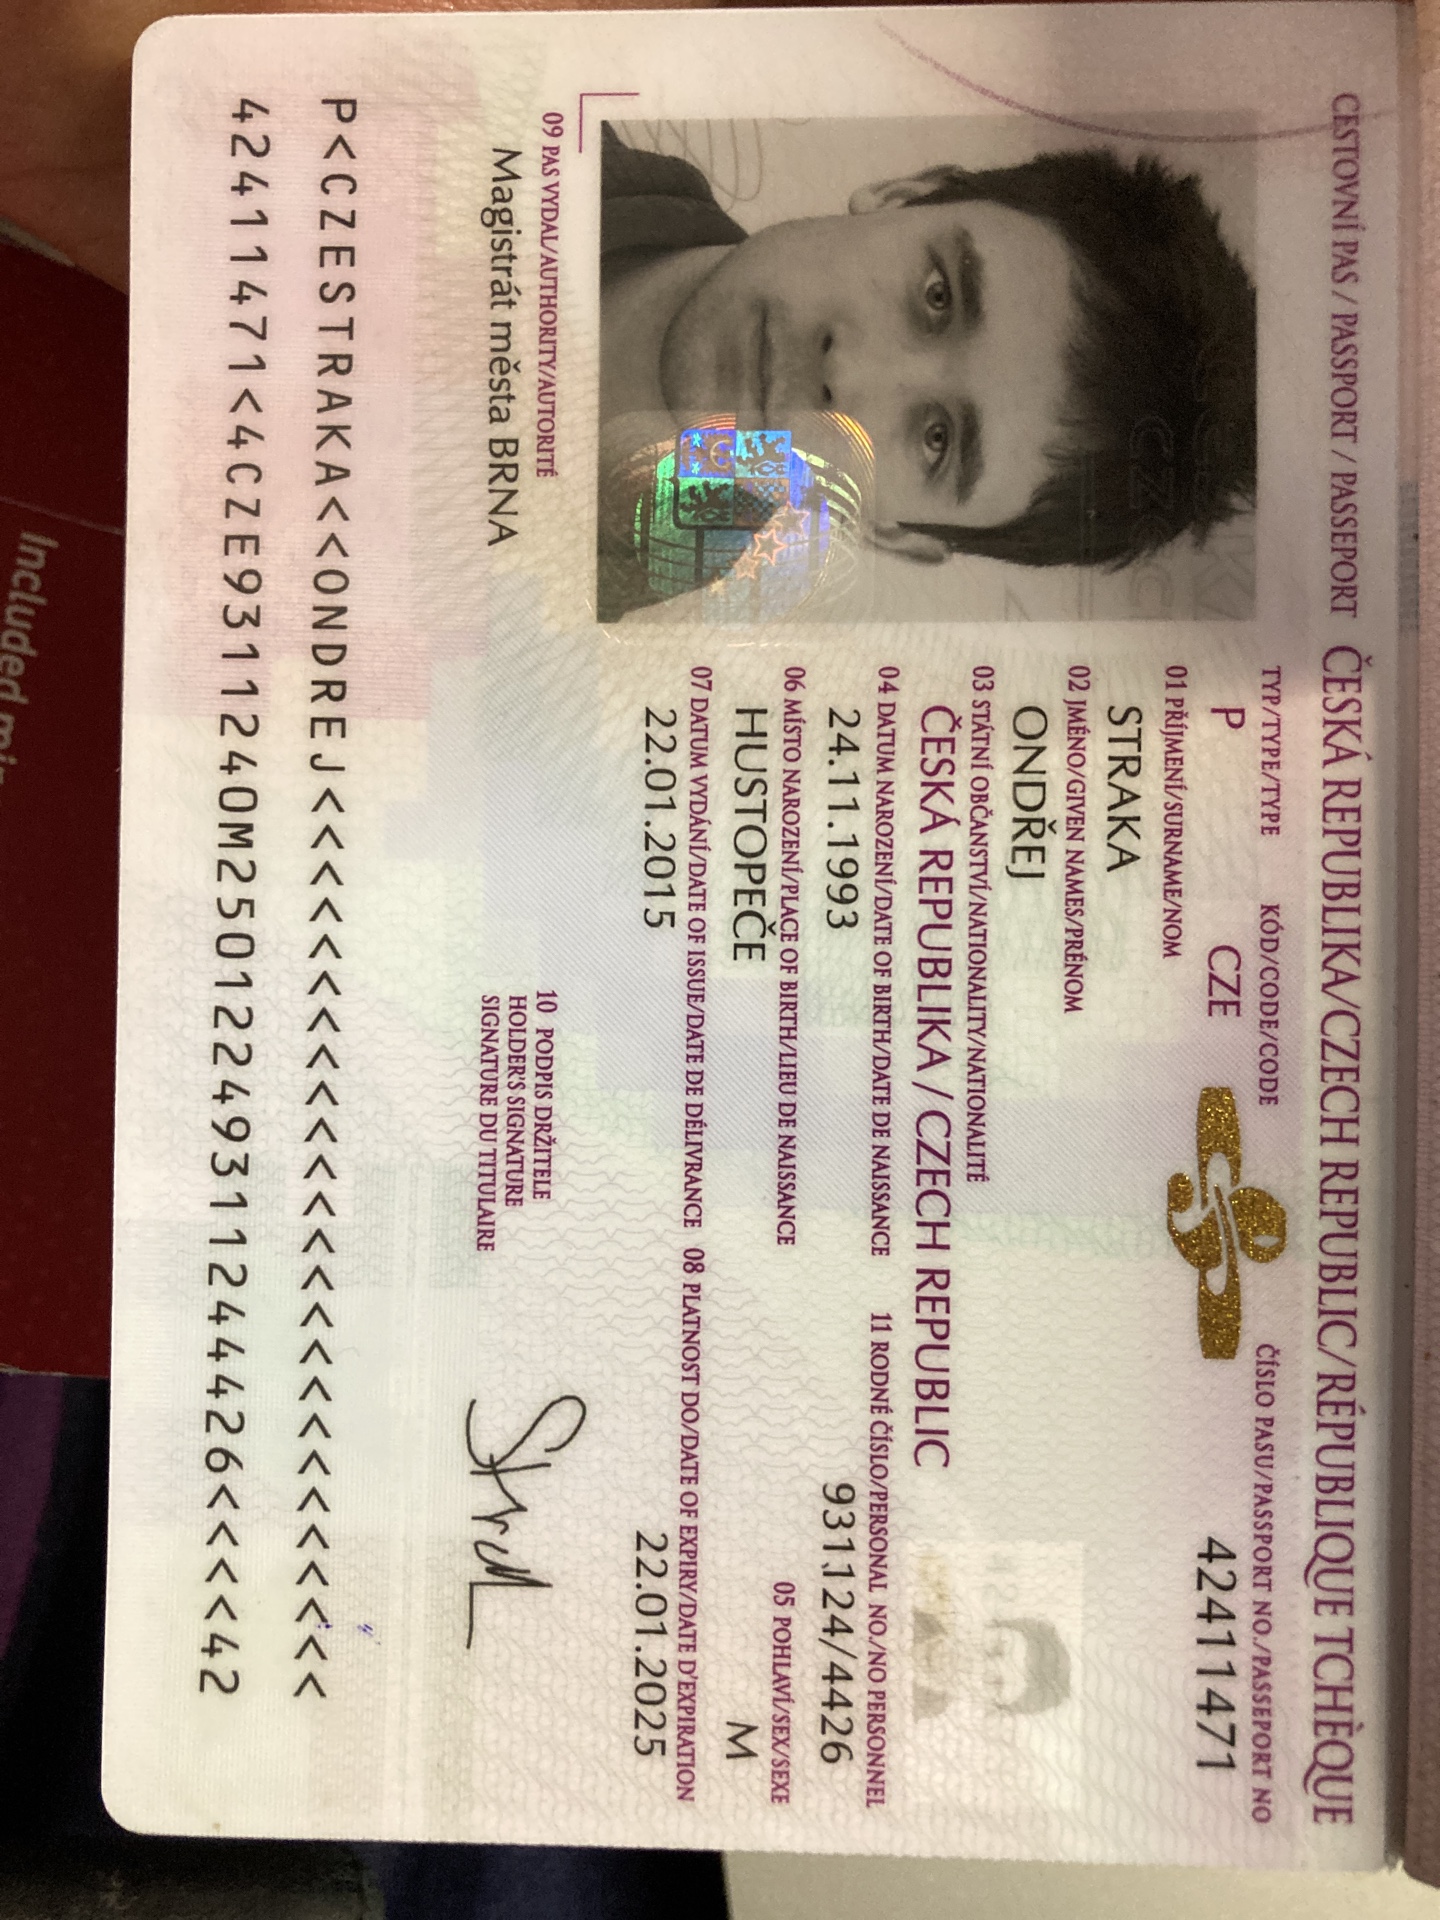 CESTOVNÍ PAS / PASSPORT / PASSEPORT ČESKÁ REPUBLIKA/CZECH REPUBLIC/RÉPUBLIQUE TCHÈQUE
TYP/TYPE/TYPE KÓD/CODE/CODE ČÍSLO PASU/PASSPORT NO./PASSEPORT NO
P CZE 42411471
01 PŘÍJMENÍ/SURNAME/NOM
STRAKA
02 JMÉNO/GIVEN NAMES/PRÉNOM
ONDŘEJ
03 STÁTNÍ OBČANSTVÍ/NATIONALITY/NATIONALITÉ
ČESKÁ REPUBLIKA / CZECH REPUBLIC
04 DATUM NAROZENÍ/DATE OF BIRTH/DATE DE NAISSANCE 11 RODNÉ ČÍSLO/PERSONAL NO./NO PERSONNEL
24.11.1993 931124/4426
06 MÍSTO NAROZENÍ/PLACE OF BIRTH/LIEU DE NAISSANCE 05 POHLAVÍ/SEX/SEXE
HUSTOPEČE M
07 DATUM VYDÁNÍ/DATE OF ISSUE/DATE DE DÉLIVRANCE 08 PLATNOST DO/DATE OF EXPIRY/DATE D'EXPIRATION
22.01.2015 22.01.2025
09 PAS VYDAL/AUTHORITY/AUTORITÉ
Magistrát města BRNA
10 PODPIS DRŽITELE
HOLDER'S SIGNATURE
SIGNATURE DU TITULAIRE
P<CZESTRAKA<<ONDREJ<<<<<<<<<<<<<<<<<<<<<<<<<
42411471<4CZE9311240M25012249311244426<<<<42
Included